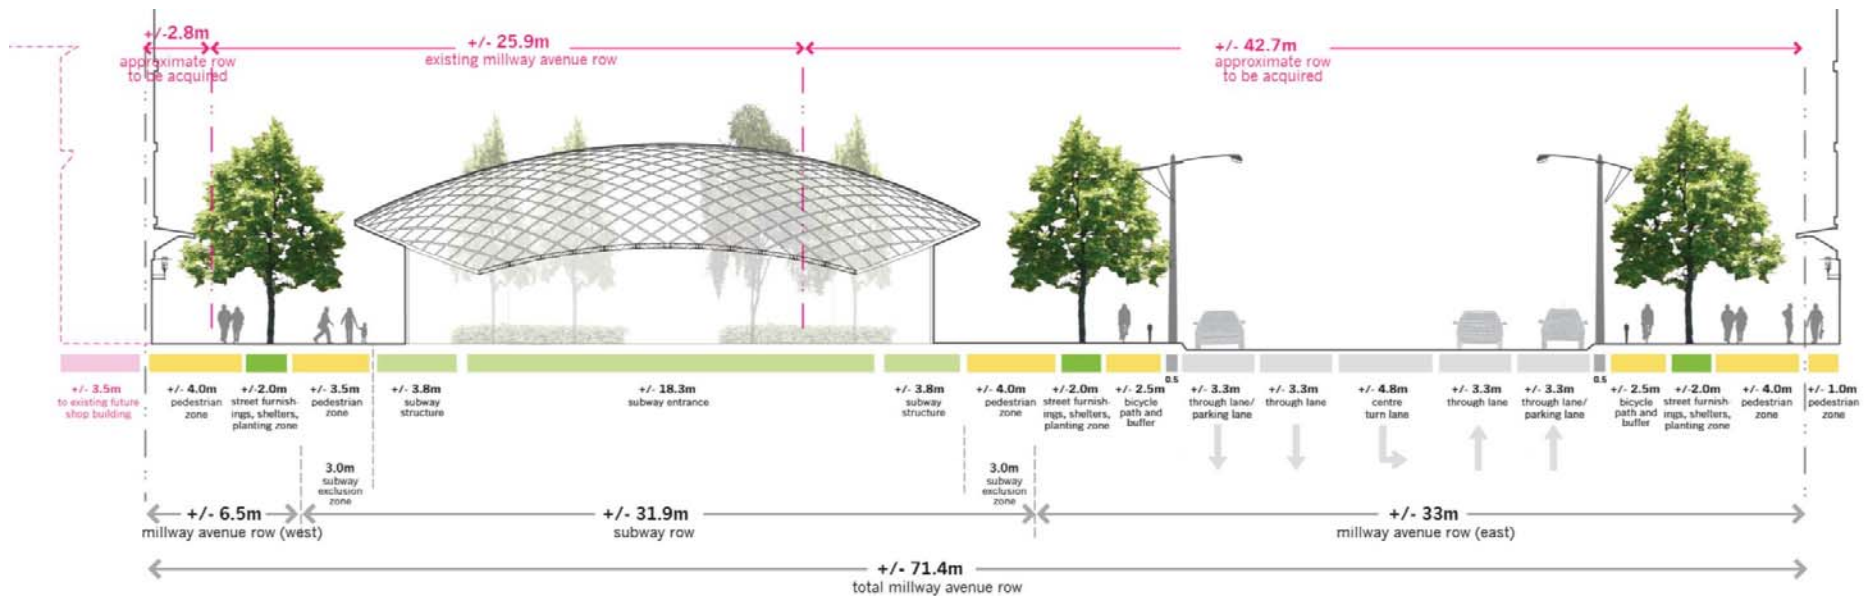 +/-2.8m
approximate row
to be acquired
+/- 25.9m
existing millway avenue row
+/- 42.7m
approximate row
to be acquired
+/- 3.5m
to existing future
shop building
+/- 4.0m
pedestrian
zone
+/-2.0m
street furnish-
ings, shelters,
planting zone
+/- 3.5m
pedestrian
zone
+/- 3.8m
subway
structure
+/- 18.3m
subway entrance
+/- 3.8m
subway
structure
+/- 4.0m
pedestrian
zone
+/-2.0m
street furnish-
ings, shelters,
planting zone
+/- 2.5m
bicycle
path and
buffer
0.5
+/- 3.3m
through lane/
parking lane
+/- 3.3m
through lane
+/- 4.8m
centre
turn lane
+/- 3.3m
through lane
+/- 3.3m
through lane/
parking lane
0.5
+/- 2.5m
bicycle
path and
buffer
+/-2.0m
street furnish-
ings, shelters,
planting zone
+/- 4.0m
pedestrian
zone
+/- 1.0m
pedestrian
zone
3.0m
subway
exclusion
zone
3.0m
subway
exclusion
zone
+/- 6.5m
millway avenue row (west)
+/- 31.9m
subway row
+/- 33m
millway avenue row (east)
+/- 71.4m
total millway avenue row